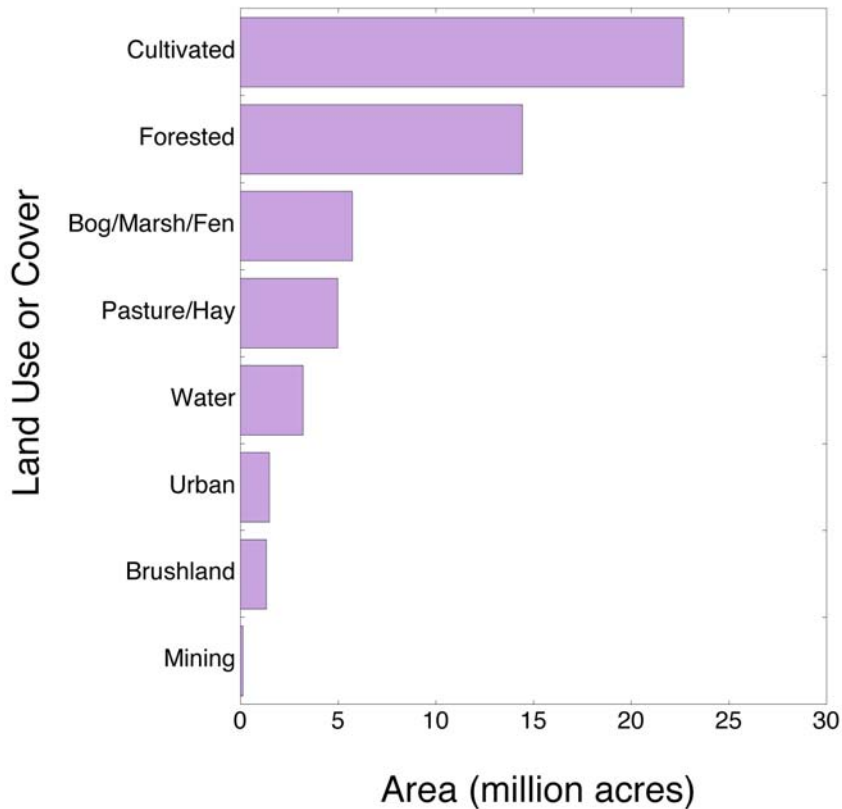 Land Use or Cover
Cultivated
Forested
Bog/Marsh/Fen
Pasture/Hay
Water
Urban
Brushland
Mining
0 5 10 15 20 25 30
Area (million acres)